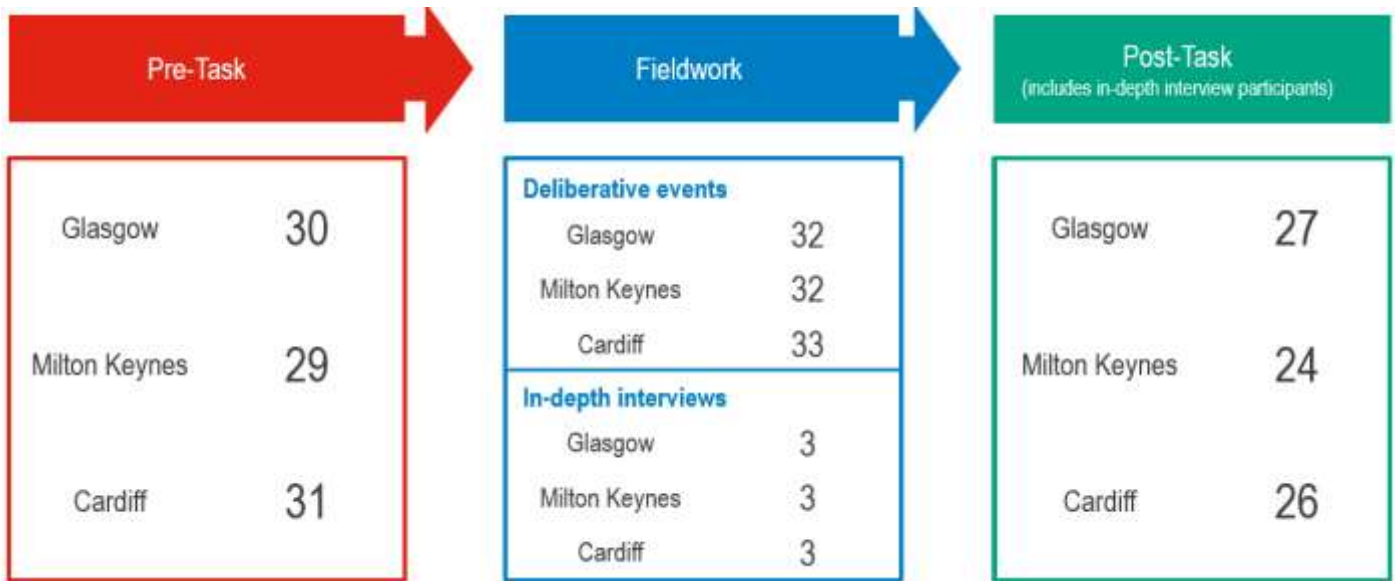 Pre-Task
Glasgow 30
Milton Keynes 29
Cardiff 31
Fieldwork
Deliberative events
Glasgow 32
Milton Keynes 32
Cardiff 33
In-depth interviews
Glasgow 3
Milton Keynes 3
Cardiff 3
Post-Task
(includes in-depth interview participants)
Glasgow 27
Milton Keynes 24
Cardiff 26